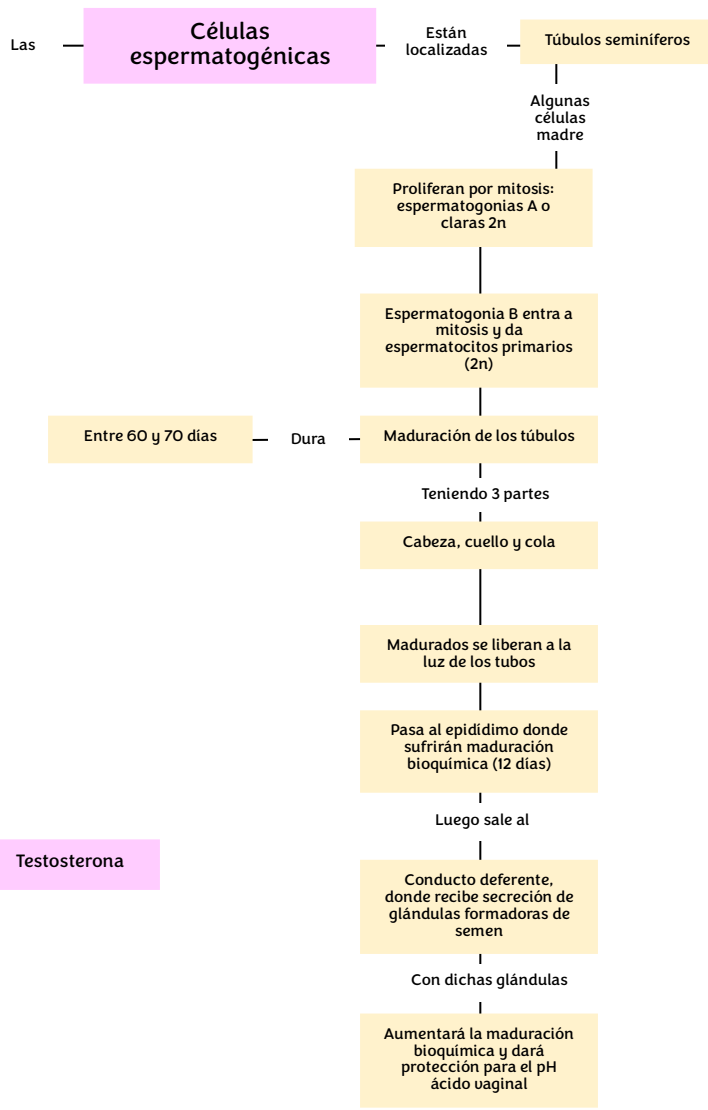 Las
Células
espermatogénicas
Están
localizadas
Túbulos seminíferos
Algunas
células
madre
Proliferan por mitosis:
espermatogonias A o
claras 2n
Espermatogonia B entra a
mitosis y da
espermatocitos primarios
(2n)
Entre 60 y 70 días
Dura
Maduración de los túbulos
Teniendo 3 partes
Cabeza, cuello y cola
Madurados se liberan a la
luz de los tubos
Pasa al epidídimo donde
sufrirán maduración
bioquímica (12 días)
Luego sale al
Testosterona
Conducto deferente,
donde recibe secreción de
glándulas formadoras de
semen
Con dichas glándulas
Aumentará la maduración
bioquímica y dará
protección para el pH
ácido vaginal